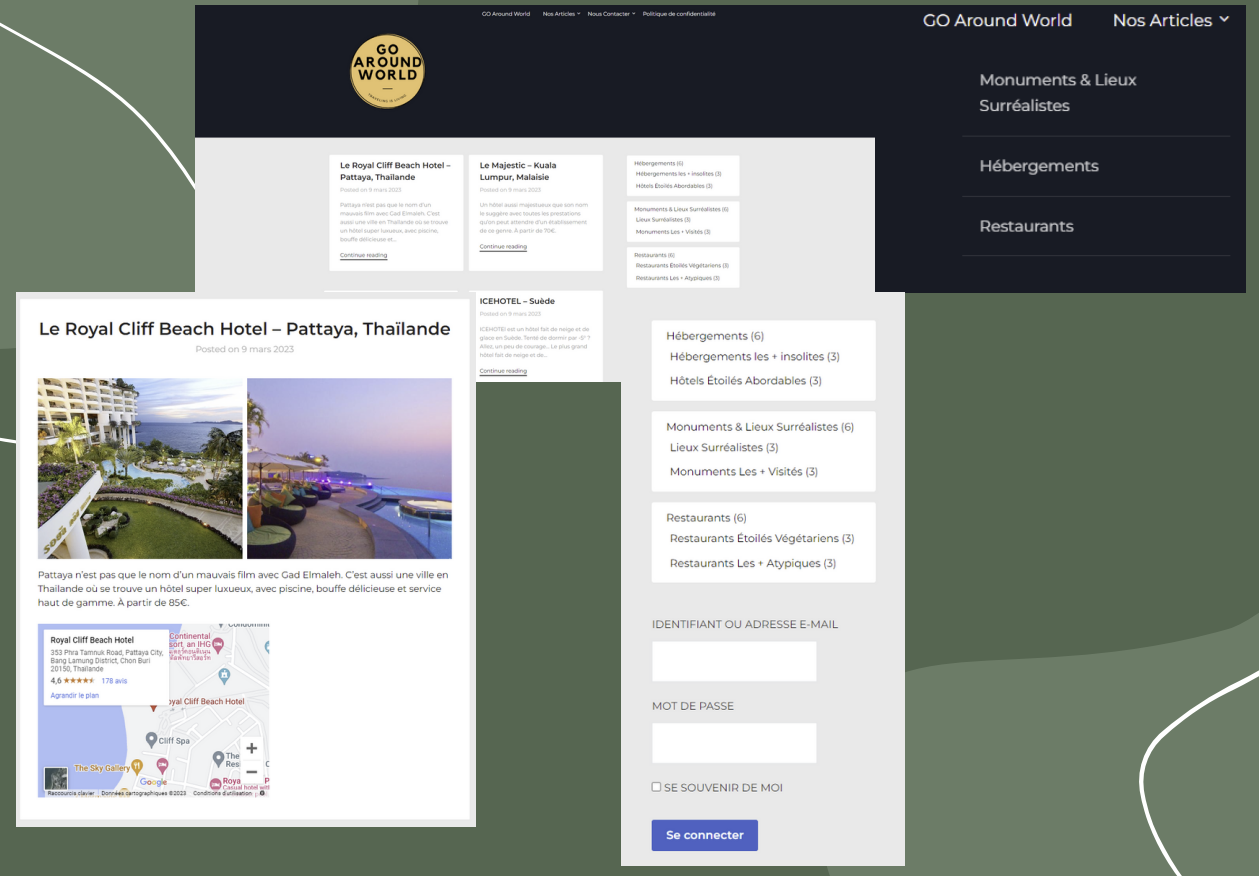 GO Around World Nos Articles Nous Contacter Politique de confidentialité
GO
AROUND
WORLD
TRAVELING IS LIVING
GO Around World Nos Articles
Monuments & Lieux
Surréalistes
Hébergements
Restaurants
Le Royal Cliff Beach Hotel –
Pattaya, Thaïlande
Posted on 9 mars 2023
Pattaya n'est pas que le nom d'un
mauvais film avec Gad Elmaleh. C'est
aussi une ville en Thailande où se trouve
un hôtel super luxueux, avec piscine,
bouffe délicieuse et...
Continue reading
Le Majestic – Kuala
Lumpur, Malaisie
Posted on 9 mars 2023
Un hôtel aussi majestueux que son nom
le suggère avec toutes les prestations
qu'on peut attendre d'un établissement
de ce genre. À partir de 70€.
Continue reading
ICEHOTEL – Suède
Posted on 9 mars 2023
ICEHOTEl est un hôtel fait de neige et de
glace en Suède. Tenté de dormir par -5° ?
Allez, un peu de courage... Le plus grand
hôtel fait de neige et de...
Continue reading
Hébergements (6)
Hébergements les + insolites (3)
Hôtels Étoilés Abordables (3)
Monuments & Lieux Surréalistes (6)
Lieux Surréalistes (3)
Monuments Les + Visités (3)
Restaurants (6)
Restaurants Étoilés Végétariens (3)
Restaurants Les + Atypiques (3)
Le Royal Cliff Beach Hotel – Pattaya, Thaïlande
Posted on 9 mars 2023
Pattaya n'est pas que le nom d'un mauvais film avec Gad Elmaleh. C'est aussi une ville en
Thailande où se trouve un hôtel super luxueux, avec piscine, bouffe délicieuse et service
haut de gamme. À partir de 85€.
Royal Cliff Beach Hotel
353 Phra Tamnuk Road, Pattaya City,
Bang Lamung District, Chon Buri
20150, Thaïlande
4,6 178 avis
Agrandir le plan
Continental
sort, an IHG
oyal Cliff Beach Hotel
Cliff Spa
The
Res
The Sky Gallery
Google
Roya
Casual hotel with
Raccourcis clavier Données cartographiques ©2023 Conditions d'utilisation
Hébergements (6)
Hébergements les + insolites (3)
Hôtels Étoilés Abordables (3)
Monuments & Lieux Surréalistes (6)
Lieux Surréalistes (3)
Monuments Les + Visités (3)
Restaurants (6)
Restaurants Étoilés Végétariens (3)
Restaurants Les + Atypiques (3)
IDENTIFIANT OU ADRESSE E-MAIL
MOT DE PASSE
SE SOUVENIR DE MOI
Se connecter